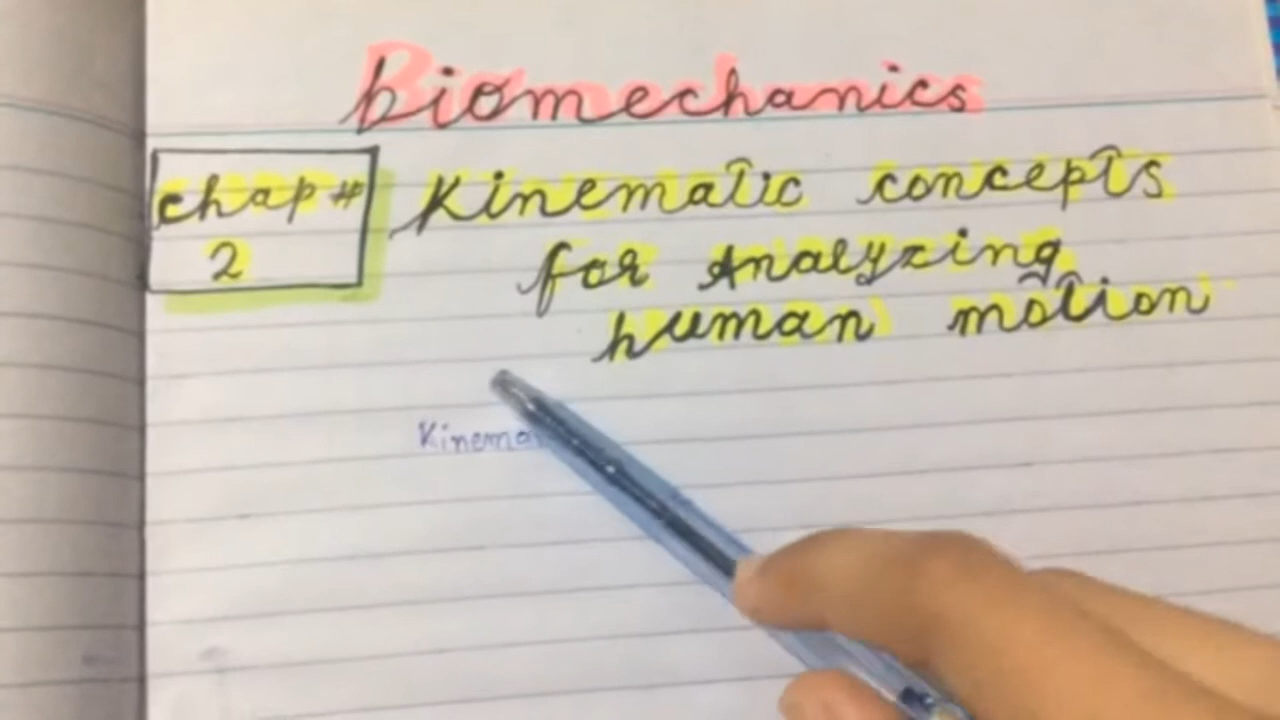 Biomechanics
chap # Kinematic concepts
2
for Analyzing
human motion